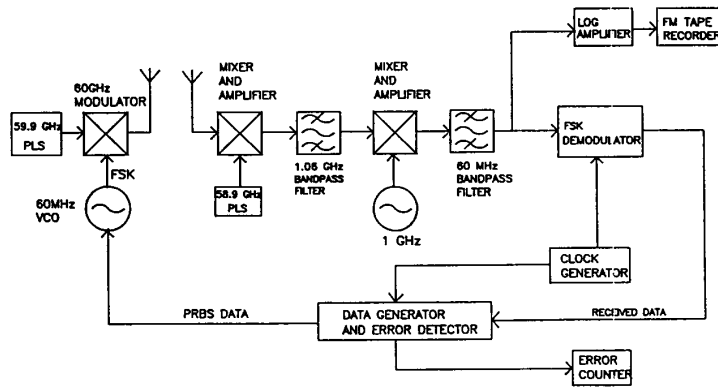 LOG
AMPLIFIER
FM TAPE
RECORDER
60GHz
MODULATOR
MIXER
AND
AMPLIFIER
MIXER
AND
AMPLIFIER
59.9 GHz
PLS
FSK
DEMODULATOR
FSK
1.06 GHz
BANDPASS
FILTER
60 MHz
BANDPASS
FILTER
58.9 GHz
PLS
60MHz
VCO
1 GHz
CLOCK
GENERATOR
PRBS DATA
DATA GENERATOR
AND ERROR DETECTOR
RECEIVED DATA
ERROR
COUNTER